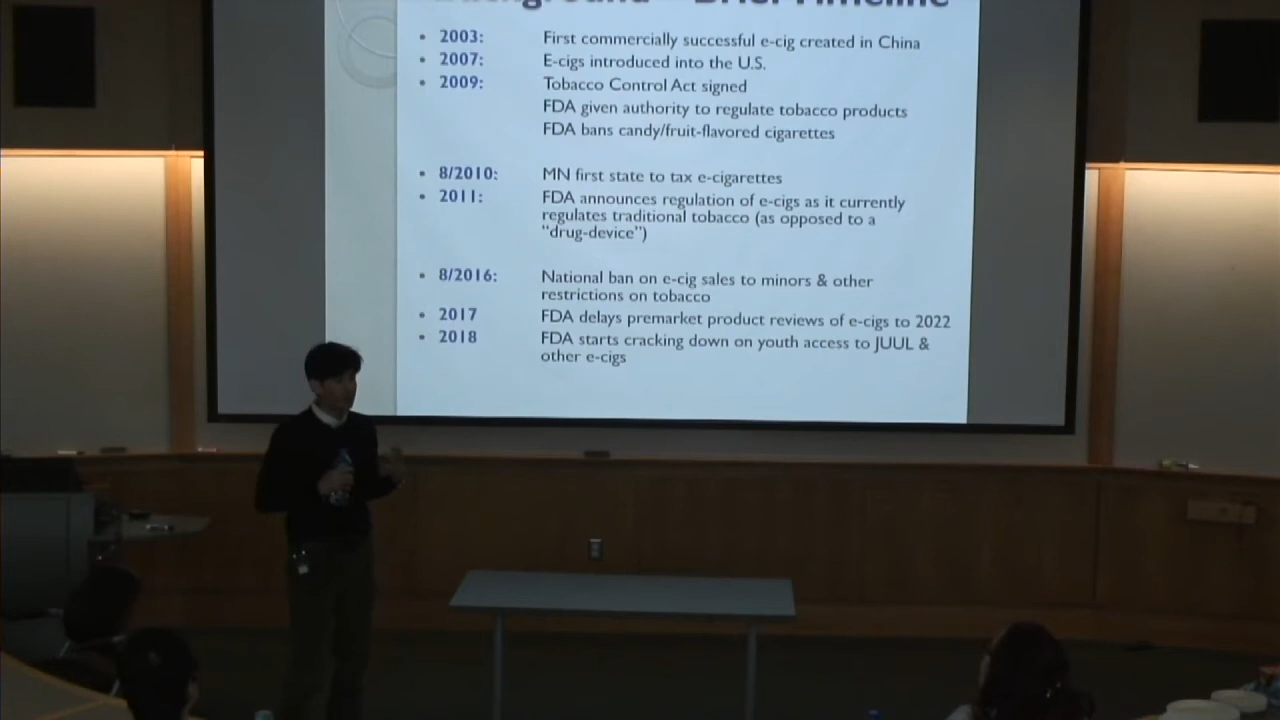 Background – Brief Timeline
• 2003: First commercially successful e-cig created in China
• 2007: E-cigs introduced into the U.S.
• 2009: Tobacco Control Act signed
FDA given authority to regulate tobacco products
FDA bans candy/fruit-flavored cigarettes
• 8/2010: MN first state to tax e-cigarettes
• 2011: FDA announces regulation of e-cigs as it currently
regulates traditional tobacco (as opposed to a
“drug-device”)
• 8/2016: National ban on e-cig sales to minors & other
restrictions on tobacco
• 2017 FDA delays premarket product reviews of e-cigs to 2022
• 2018 FDA starts cracking down on youth access to JUUL &
other e-cigs